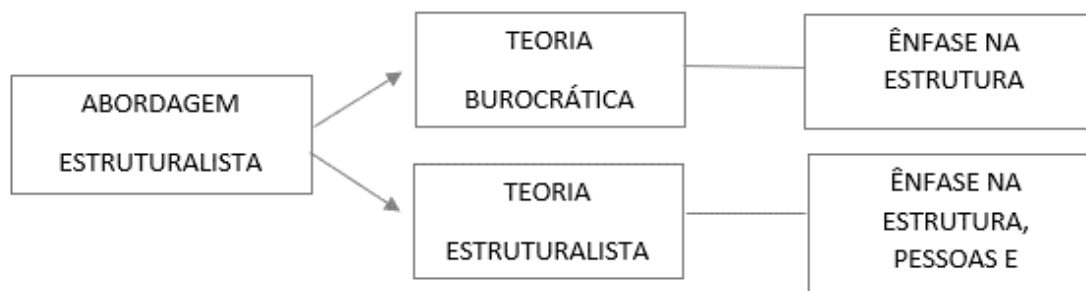 ABORDAGEM
ESTRUTURALISTA
TEORIA
BUROCRÁTICA
ÊNFASE NA
ESTRUTURA
TEORIA
ESTRUTURALISTA
ÊNFASE NA
ESTRUTURA,
PESSOAS E